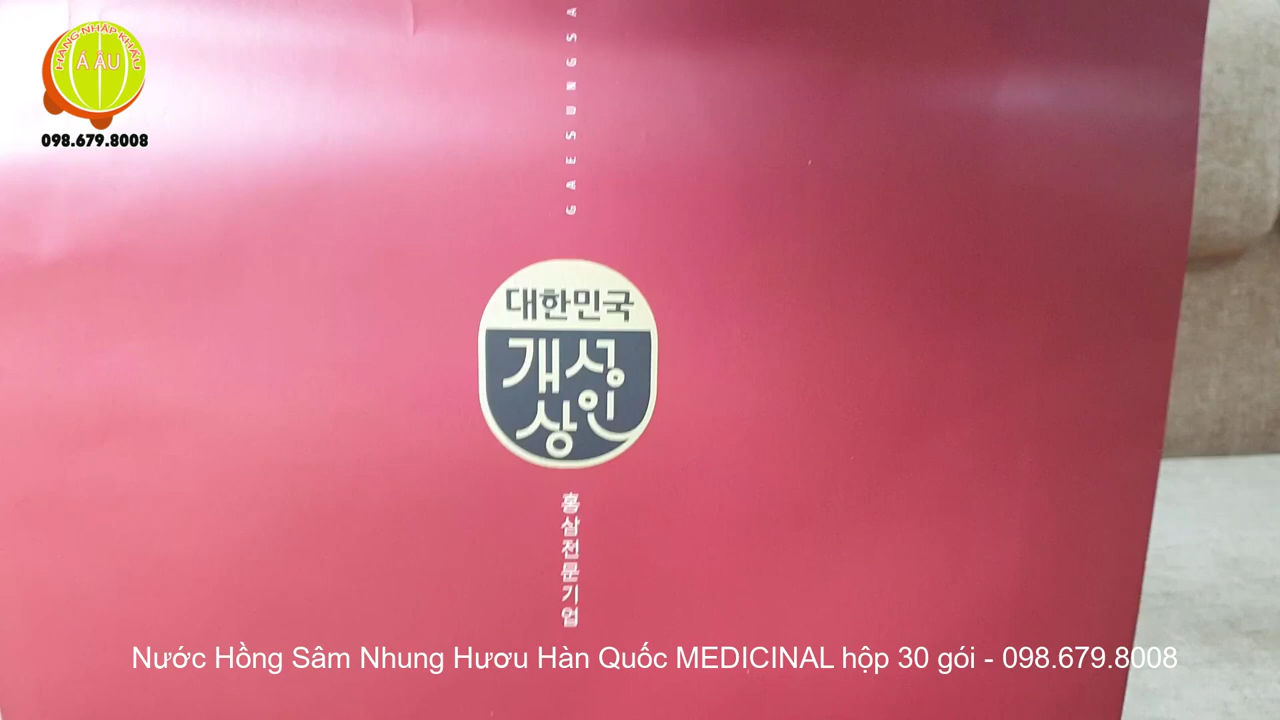 HÀNG NHẬP KHẨU
Á ÂU
098.679.8008
GAESUNGSA
대한민국
개성
상인
홍삼전문기업
Nước Hồng Sâm Nhung Hươu Hàn Quốc MEDICINAL hộp 30 gói - 098.679.8008